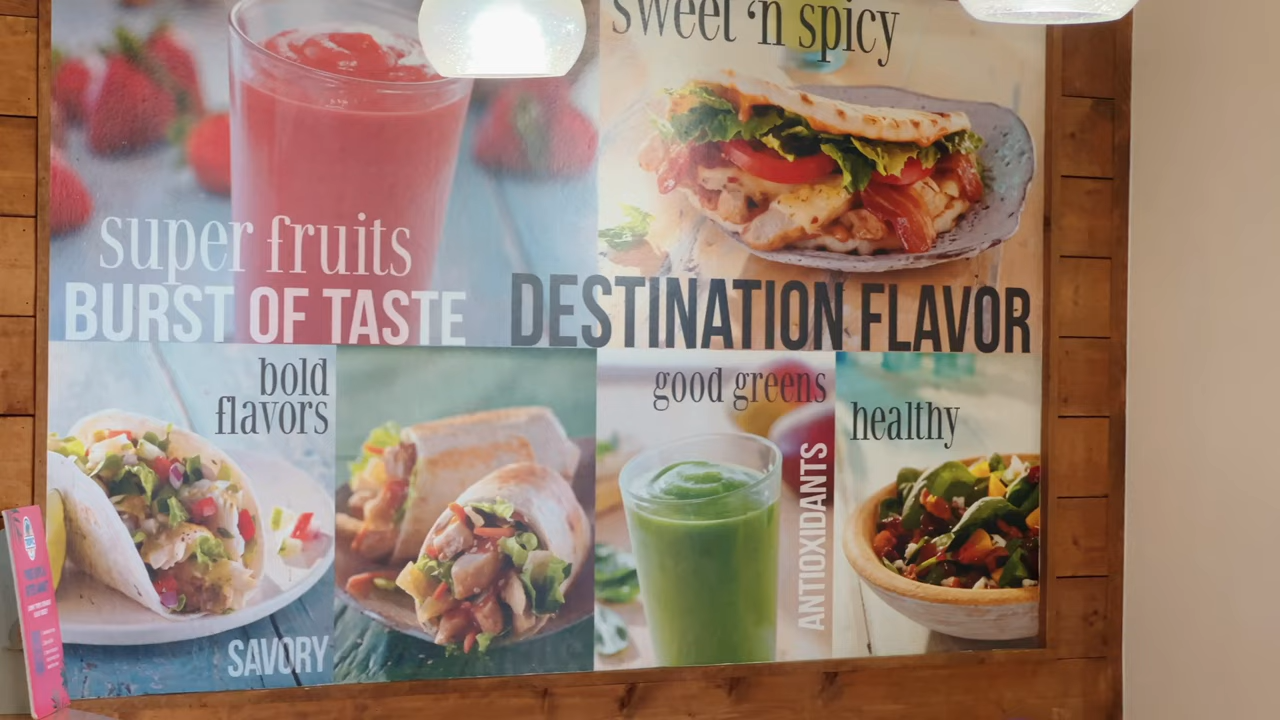 sweet 'n spicy
super fruits
BURST OF TASTE
DESTINATION FLAVOR
bold
flavors
good greens
healthy
ANTIOXIDANTS
SAVORY